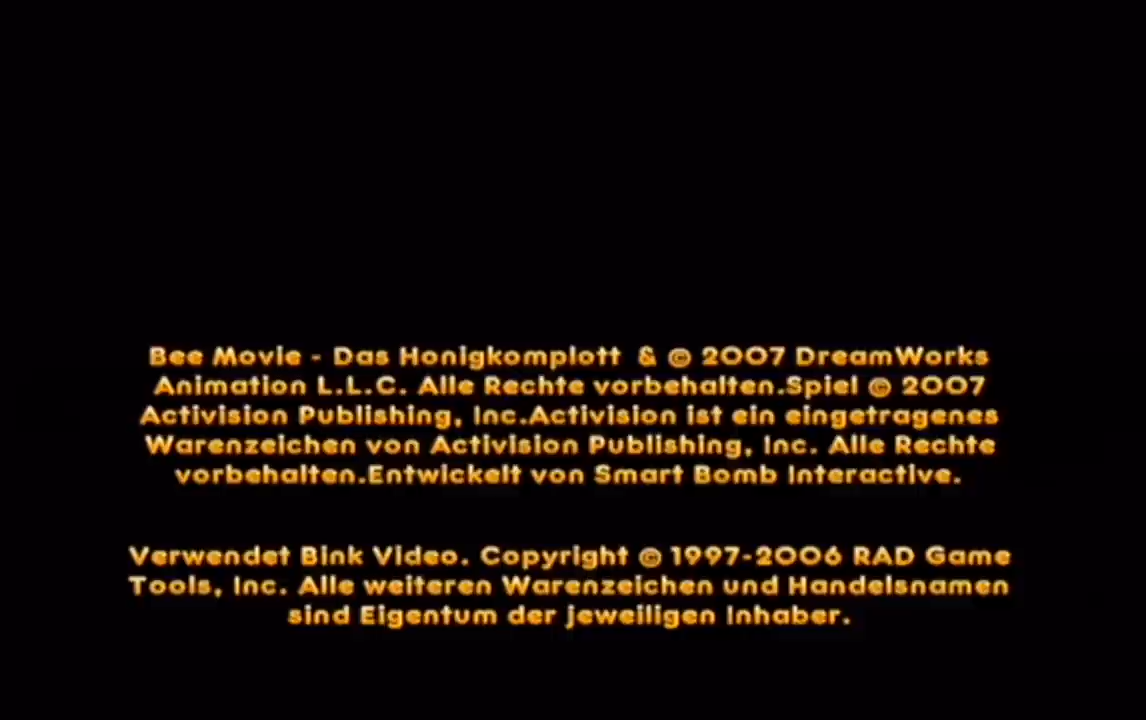 Bee Movie - Das Honigkomplott & © 2007 DreamWorks
Animation L.L.C. Alle Rechte vorbehalten.Spiel © 2007
Activision Publishing, Inc.Activision ist ein eingetragenes
Warenzeichen von Activision Publishing, Inc. Alle Rechte
vorbehalten.Entwickelt von Smart Bomb Interactive.
Verwendet Bink Video. Copyright © 1997-2006 RAD Game
Tools, Inc. Alle weiteren Warenzeichen und Handelsnamen
sind Eigentum der jeweiligen Inhaber.